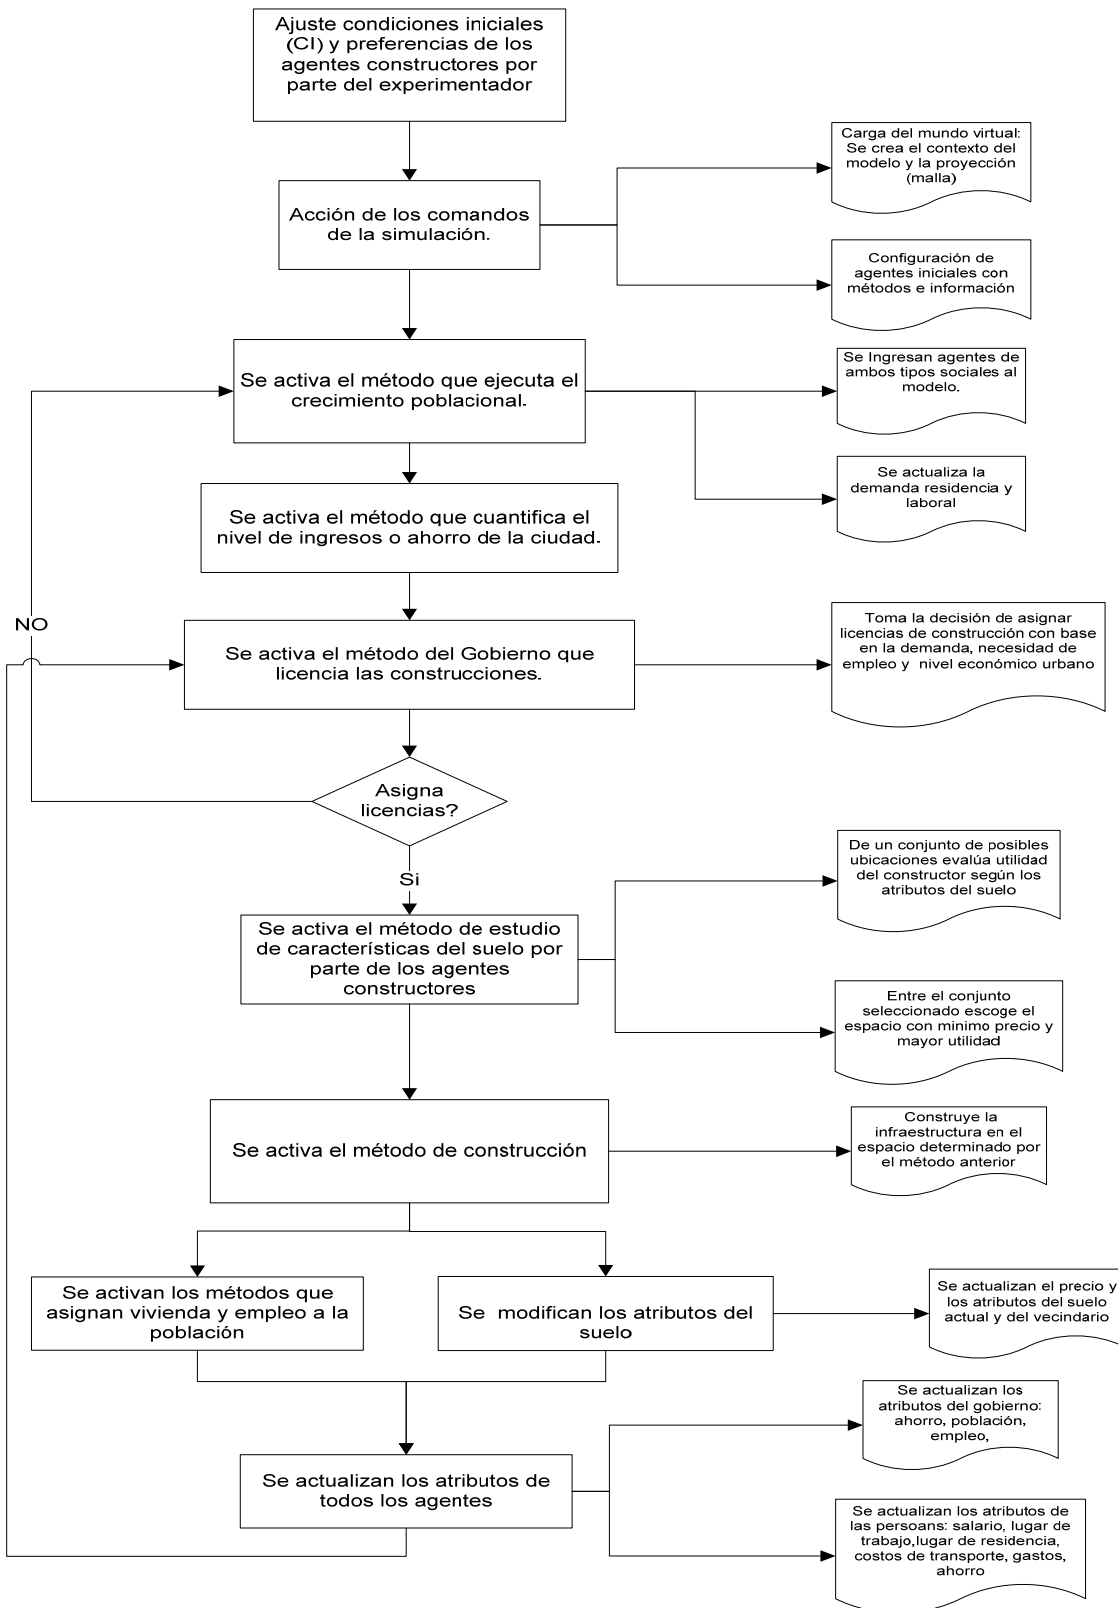 Ajuste condiciones iniciales
(CI) y preferencias de los
agentes constructores por
parte del experimentador
Carga del mundo virtual:
Se crea el contexto del
modelo y la proyección
(malla)
Acción de los comandos
de la simulación.
Configuración de
agentes iniciales con
métodos e información
Se activa el método que ejecuta el
crecimiento poblacional.
Se Ingresan agentes de
ambos tipos sociales al
modelo.
Se actualiza la
demanda residencia y
laboral
Se activa el método que cuantifica el
nivel de ingresos o ahorro de la ciudad.
NO
Se activa el método del Gobierno que
licencia las construcciones.
Toma la decisión de asignar
licencias de construcción con base
en la demanda, necesidad de
empleo y nivel económico urbano
Asigna
licencias?
Si
De un conjunto de posibles
ubicaciones evalúa utilidad
del constructor según los
atributos del suelo
Se activa el método de estudio
de características del suelo por
parte de los agentes
constructores
Entre el conjunto
seleccionado escoge el
espacio con minimo precio y
mayor utilidad
Se activa el método de construcción
Construye la
infraestructura en el
espacio determinado por
el método anterior
Se activan los métodos que
asignan vivienda y empleo a la
población
Se modifican los atributos del
suelo
Se actualizan el precio y
los atributos del suelo
actual y del vecindario
Se actualizan los
atributos del gobierno:
ahorro, población,
empleo,
Se actualizan los atributos de
todos los agentes
Se actualizan los atributos de
las persoans: salario, lugar de
trabajo,lugar de residencia,
costos de transporte, gastos,
ahorro